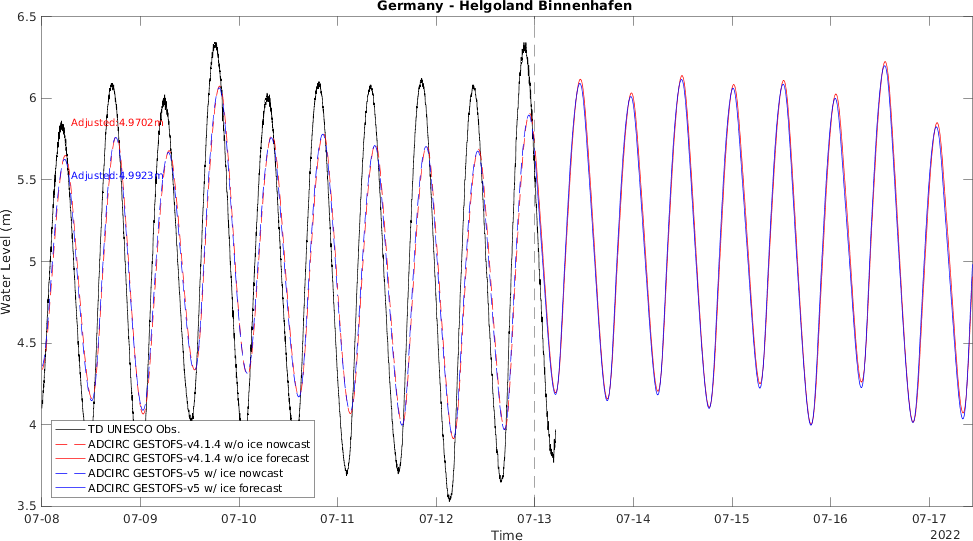 Germany - Helgoland Binnenhafen
6.5
6
5.5
5
4.5
4
3.5
Water Level (m)
Adjusted:4.9702m
Adjusted:4.9923m
TD UNESCO Obs.
ADCIRC GESTOFS-v4.1.4 w/o ice nowcast
ADCIRC GESTOFS-v4.1.4 w/o ice forecast
ADCIRC GESTOFS-v5 w/ ice nowcast
ADCIRC GESTOFS-v5 w/ ice forecast
07-08 07-09 07-10 07-11 07-12 07-13 07-14 07-15 07-16 07-17
Time
2022